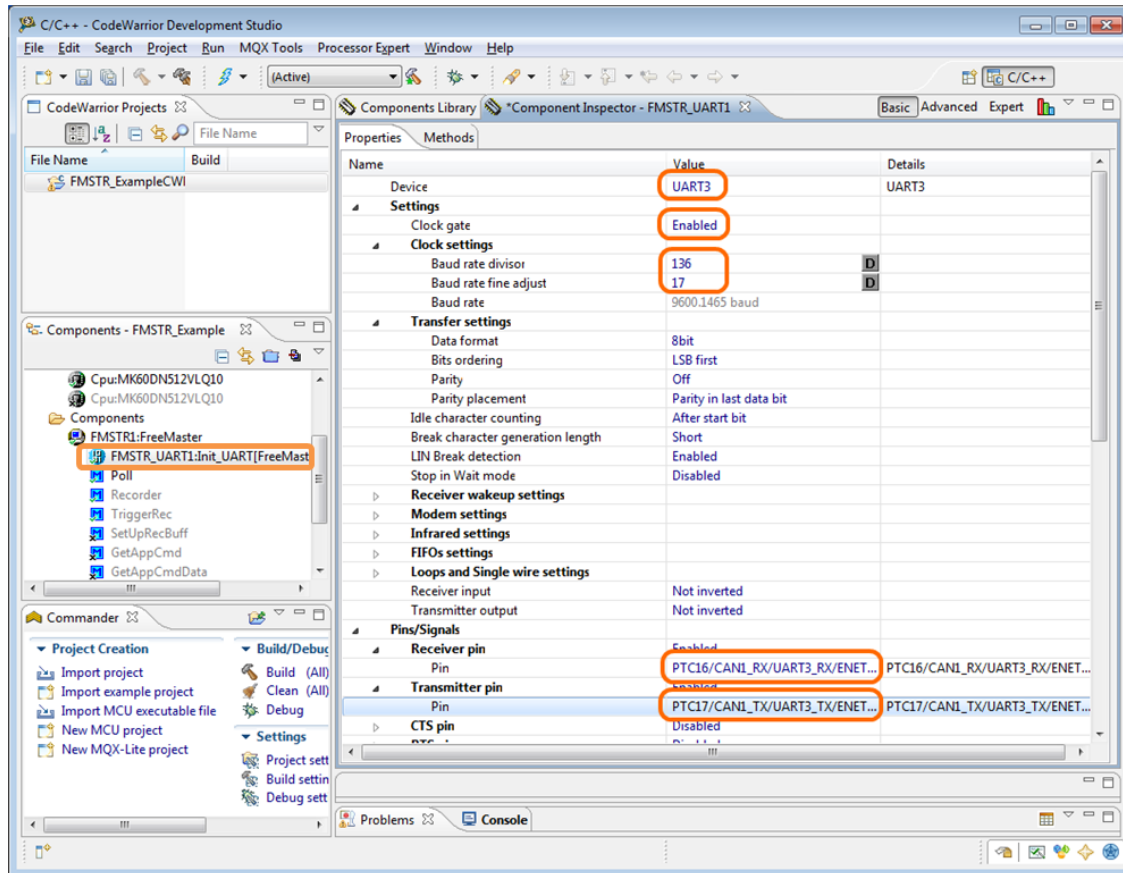 C/C++ - CodeWarrior Development Studio
File Edit Search Project Run MQX Tools Processor Expert Window Help
(Active) C/C++
CodeWarrior Projects
File Name
File Name Build
FMSTR_ExampleCWI
Components - FMSTR_Example
Cpu:MK60DN512VLQ10
Cpu:MK60DN512VLQ10
Components
FMSTR1:FreeMaster
FMSTR_UART1:Init_UART[FreeMast
Poll
Recorder
TriggerRec
SetUpRecBuff
GetAppCmd
GetAppCmdData
Commander
Project Creation
Import project
Import example project
Import MCU executable file
New MCU project
New MQX-Lite project
Build/Debug
Build (All)
Clean (All)
Debug
Settings
Project sett
Build settin
Debug sett
Components Library *Component Inspector - FMSTR_UART1 Basic Advanced Expert
Properties Methods
Name Value Details
Device UART3 UART3
Settings
Clock gate Enabled
Clock settings
Baud rate divisor 136 D
Baud rate fine adjust 17 D
Baud rate 9600.1465 baud
Transfer settings
Data format 8bit
Bits ordering LSB first
Parity Off
Parity placement Parity in last data bit
Idle character counting After start bit
Break character generation length Short
LIN Break detection Enabled
Stop in Wait mode Disabled
Receiver wakeup settings
Modem settings
Infrared settings
FIFOs settings
Loops and Single wire settings
Receiver input Not inverted
Transmitter output Not inverted
Pins/Signals
Receiver pin Enabled
Pin PTC16/CAN1_RX/UART3_RX/ENET... PTC16/CAN1_RX/UART3_RX/ENET...
Transmitter pin Enabled
Pin PTC17/CAN1_TX/UART3_TX/ENET... PTC17/CAN1_TX/UART3_TX/ENET...
CTS pin Disabled
Problems Console